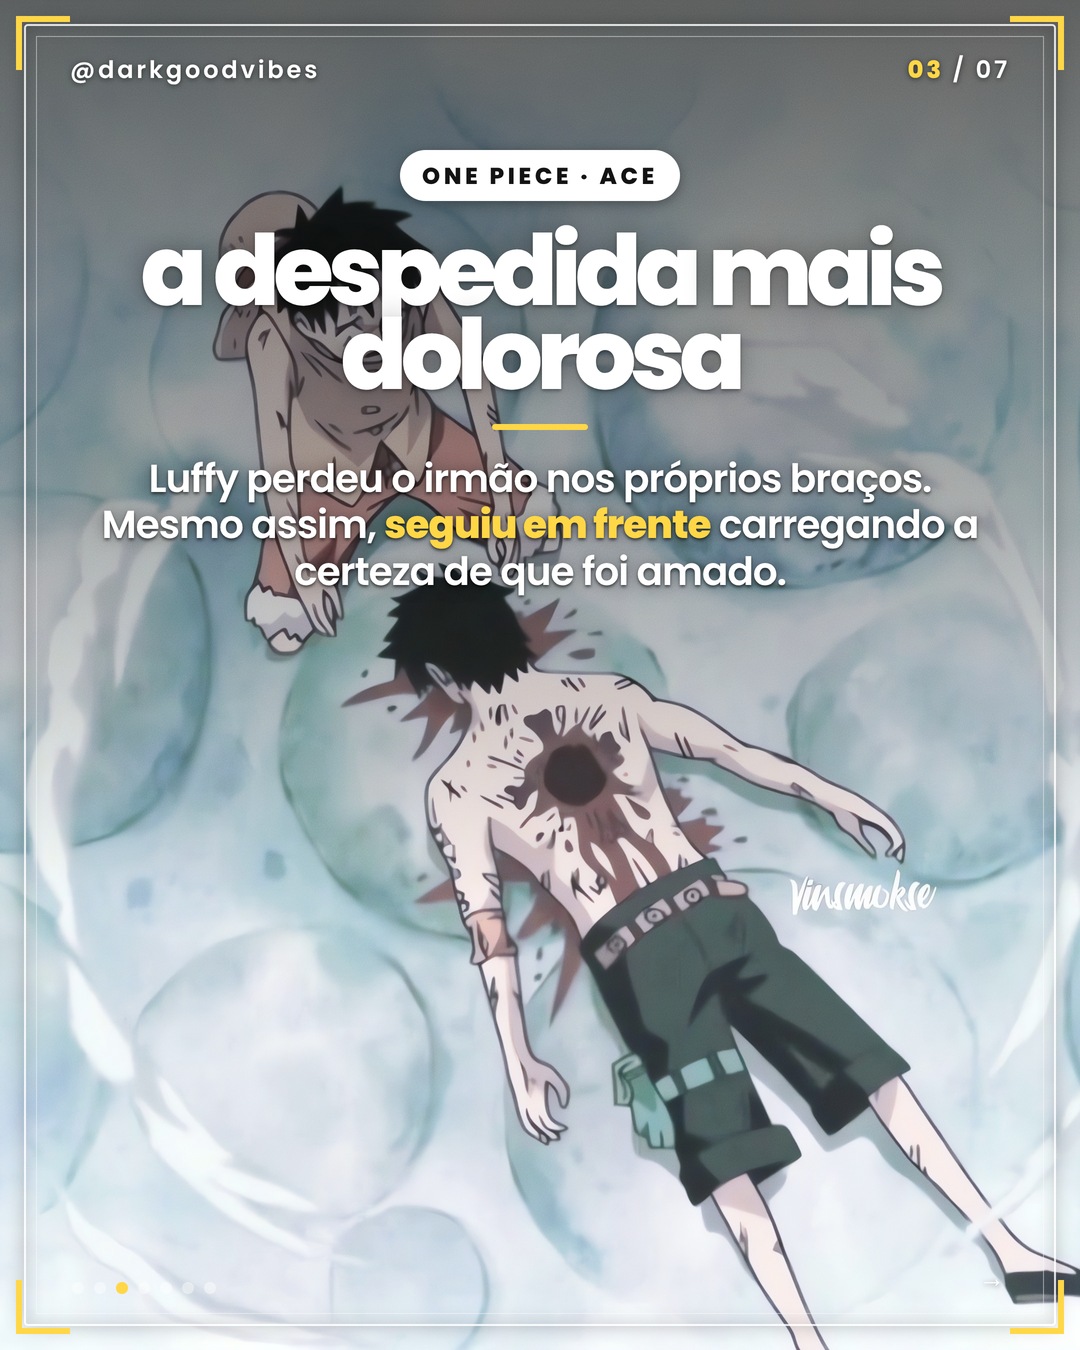 @darkgoodvibes
03 / 07
ONE PIECE · ACE
a despedida mais
dolorosa
Luffy perdeu o irmão nos próprios braços.
Mesmo assim, seguiu em frente carregando a
certeza de que foi amado.
Vinsmokse
→